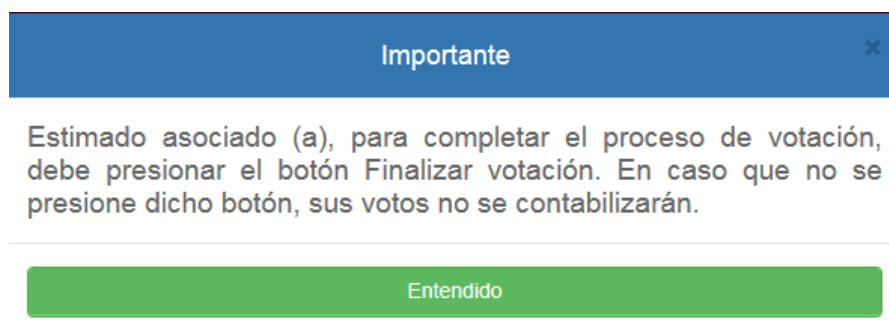 Importante
Estimado asociado (a), para completar el proceso de votación,
debe presionar el botón Finalizar votación. En caso que no se
presione dicho botón, sus votos no se contabilizarán.
Entendido